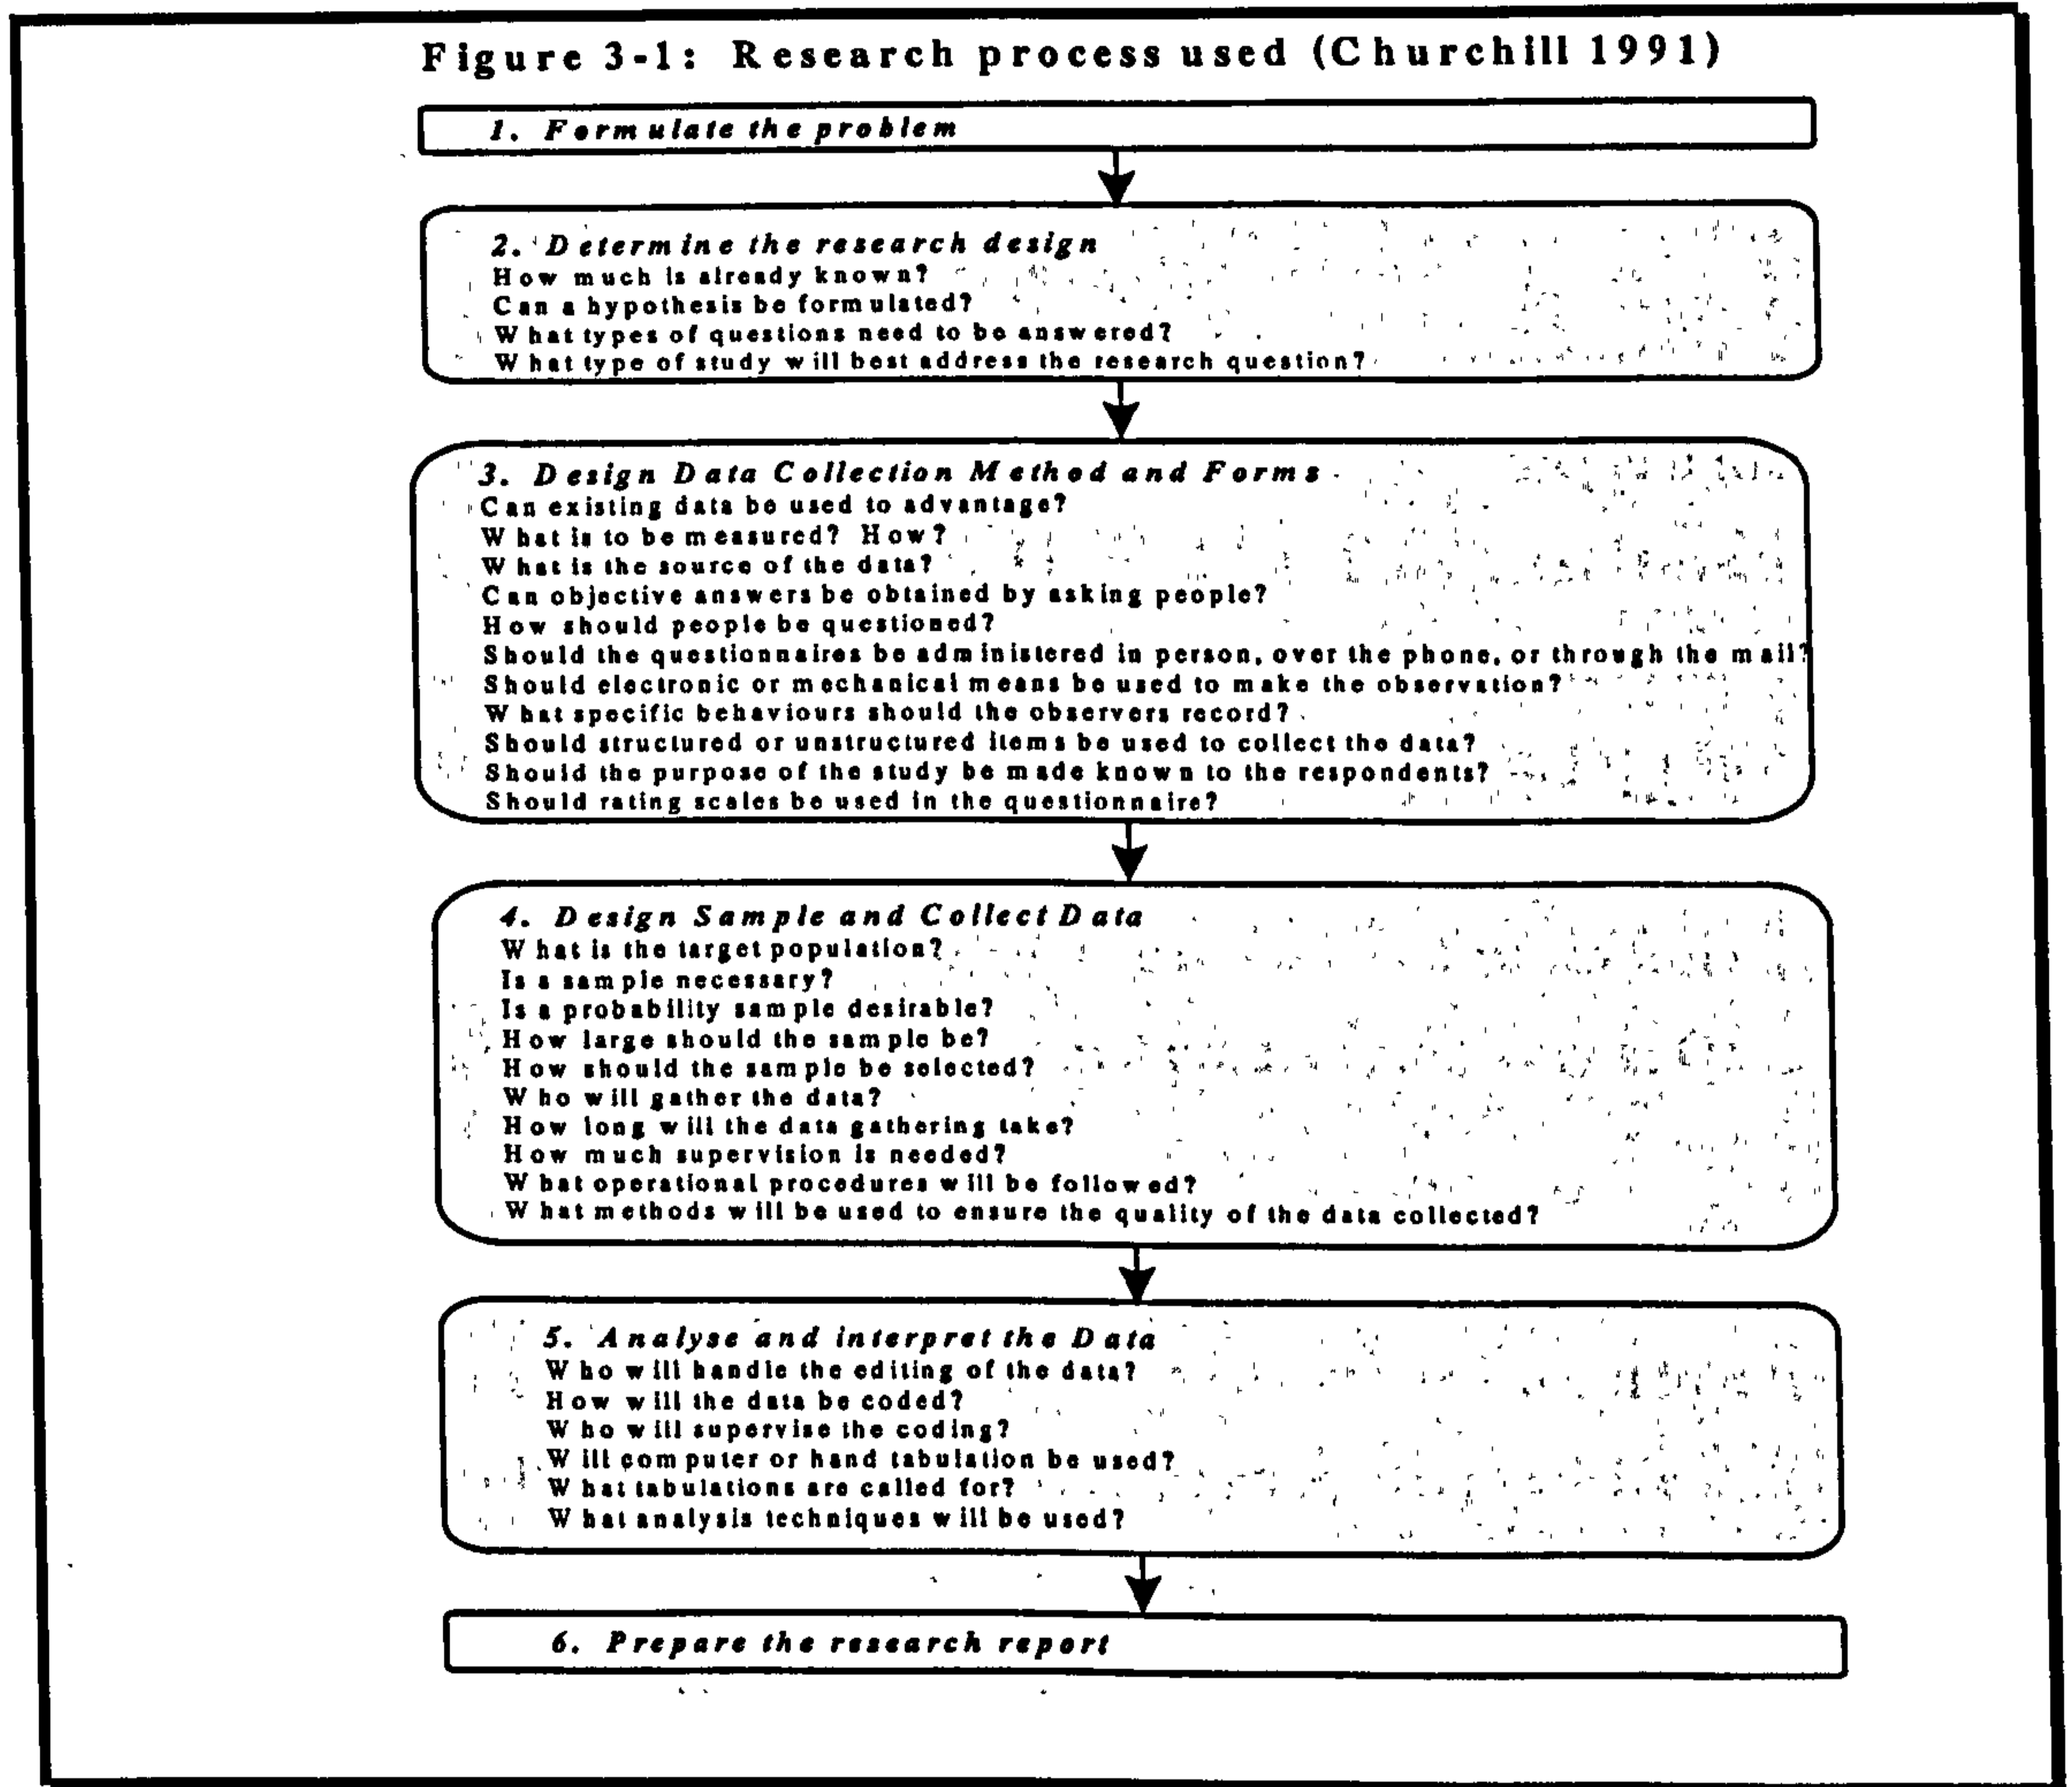 Figure 3-1: Research process used (Churchill 1991)
1. Formulate the problem
2. Determine the research design
How much is already known?
Can a hypothesis be formulated?
What types of questions need to be answered?
What type of study will best address the research question?
3. Design Data Collection Method and Forms
Can existing data be used to advantage?
What is to be measured? How?
What is the source of the data?
Can objective answers be obtained by asking people?
How should people be questioned?
Should the questionnaires be administered in person, over the phone, or through the mail?
Should electronic or mechanical means be used to make the observation?
What specific behaviours should the observers record?
Should structured or unstructured items be used to collect the data?
Should the purpose of the study be made known to the respondents?
Should rating scales be used in the questionnaire?
4. Design Sample and Collect Data
What is the target population?
Is a sample necessary?
Is a probability sample desirable?
How large should the sample be?
How should the sample be selected?
Who will gather the data?
How long will the data gathering take?
How much supervision is needed?
What operational procedures will be followed?
What methods will be used to ensure the quality of the data collected?
5. Analyse and interpret the Data
Who will handle the editing of the data?
How will the data be coded?
Who will supervise the coding?
Will computer or hand tabulation be used?
What tabulations are called for?
What analysis techniques will be used?
6. Prepare the research report